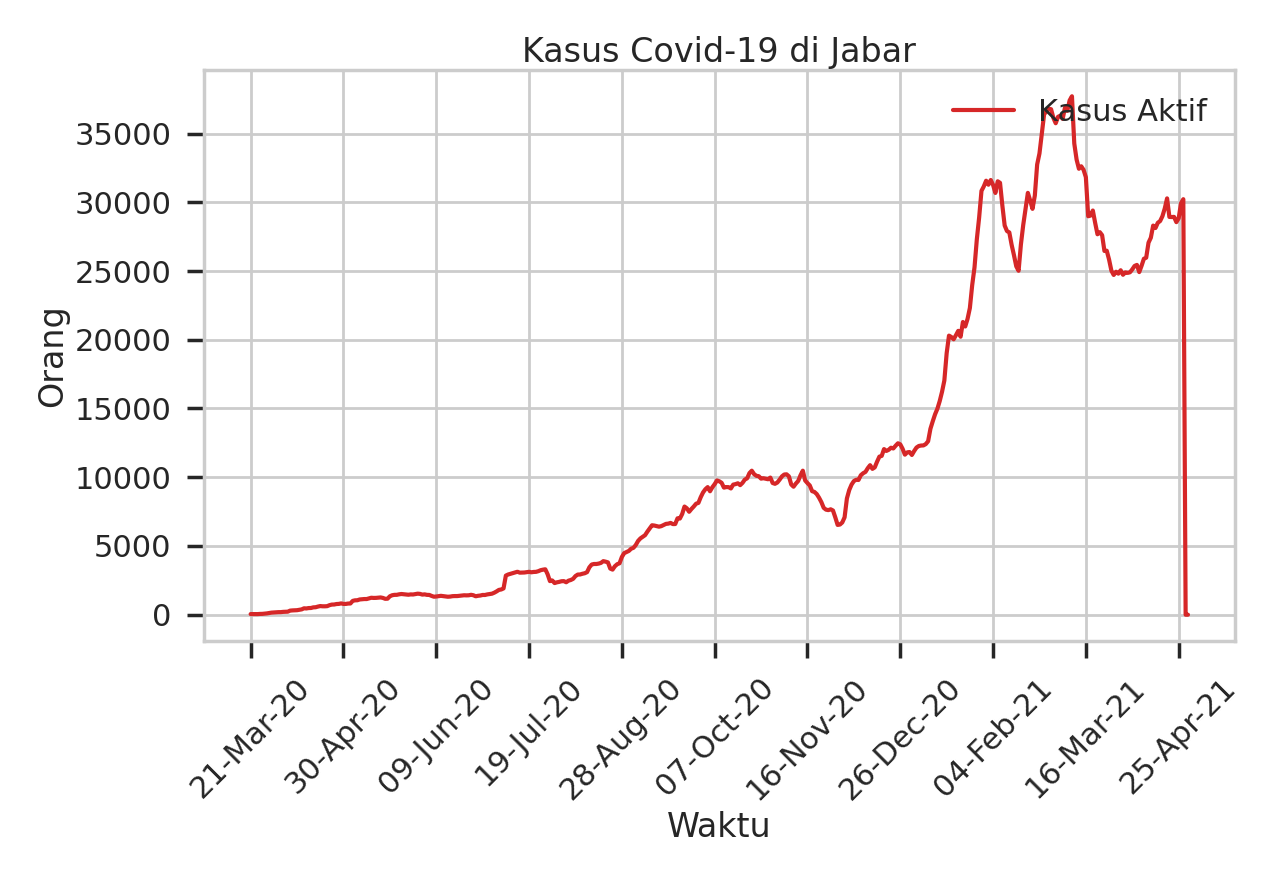 Kasus Covid-19 di Jabar
Kasus Aktif
Orang
35000
30000
25000
20000
15000
10000
5000
0
21-Mar-20
30-Apr-20
09-Jun-20
19-Jul-20
28-Aug-20
07-Oct-20
16-Nov-20
26-Dec-20
04-Feb-21
16-Mar-21
25-Apr-21
Waktu